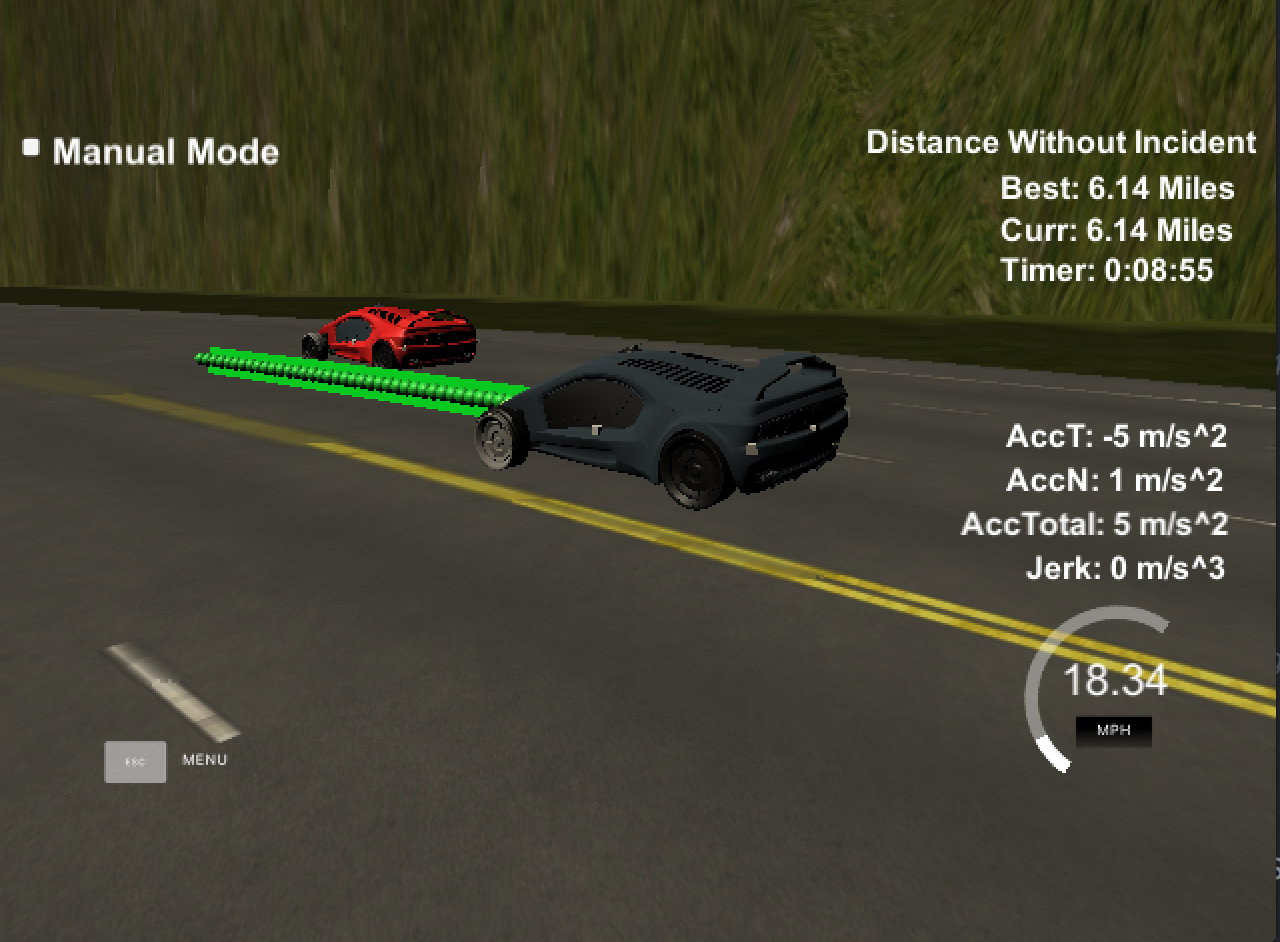 Manual Mode
Distance Without Incident
Best: 6.14 Miles
Curr: 6.14 Miles
Timer: 0:08:55
AccT: -5 m/s^2
AccN: 1 m/s^2
AccTotal: 5 m/s^2
Jerk: 0 m/s^3
18.34
MPH
ESC MENU